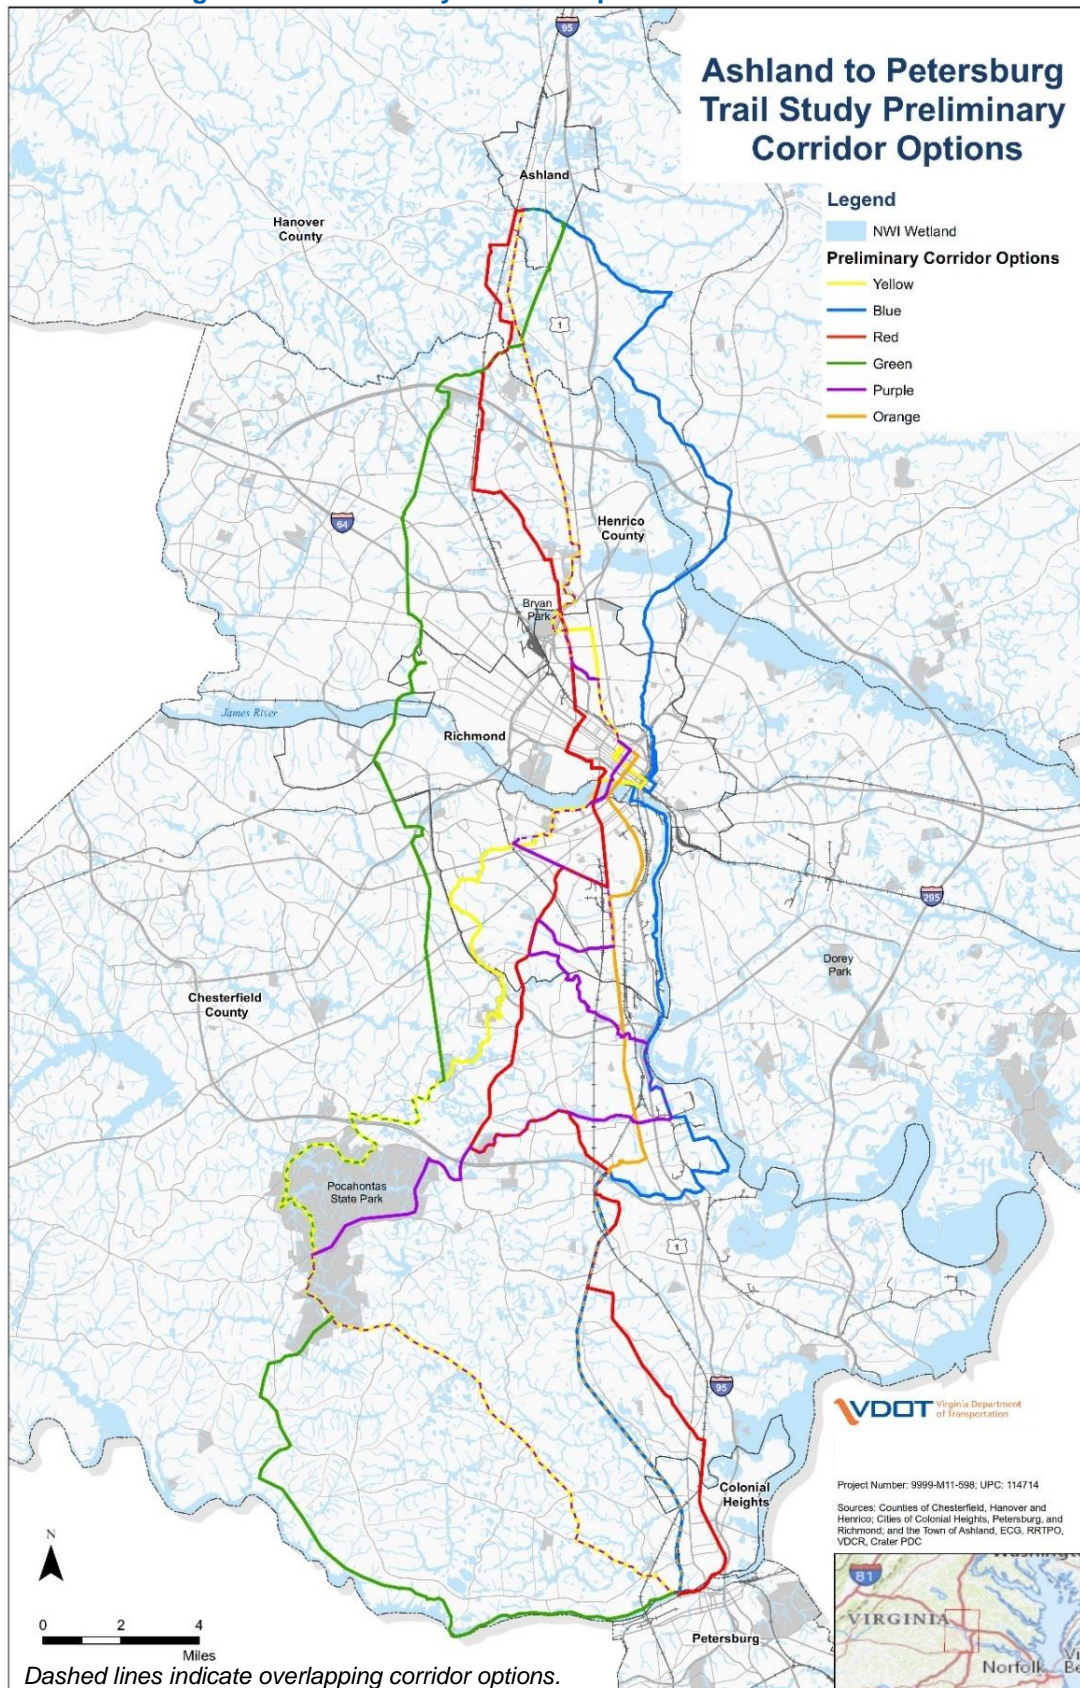 Ashland to Petersburg
Trail Study Preliminary
Corridor Options
Legend
NWI Wetland
Preliminary Corridor Options
Yellow
Blue
Red
Green
Purple
Orange
95
Ashland
Hanover
County
1
64
Henrico
County
Bryan
Park
James River
Richmond
295
Dorey
Park
Chesterfield
County
Pocahontas
State Park
1
95
Colonial
Heights
Petersburg
VDOT Virginia Department
of Transportation
Project Number: 9999-M11-598; UPC: 114714
Sources: Counties of Chesterfield, Hanover and
Henrico; Cities of Colonial Heights, Petersburg, and
Richmond; and the Town of Ashland, ECG, RRTPO,
VDCR, Crater PDC
81
VIRGINIA
Norfolk
N
0 2 4
Miles
Dashed lines indicate overlapping corridor options.